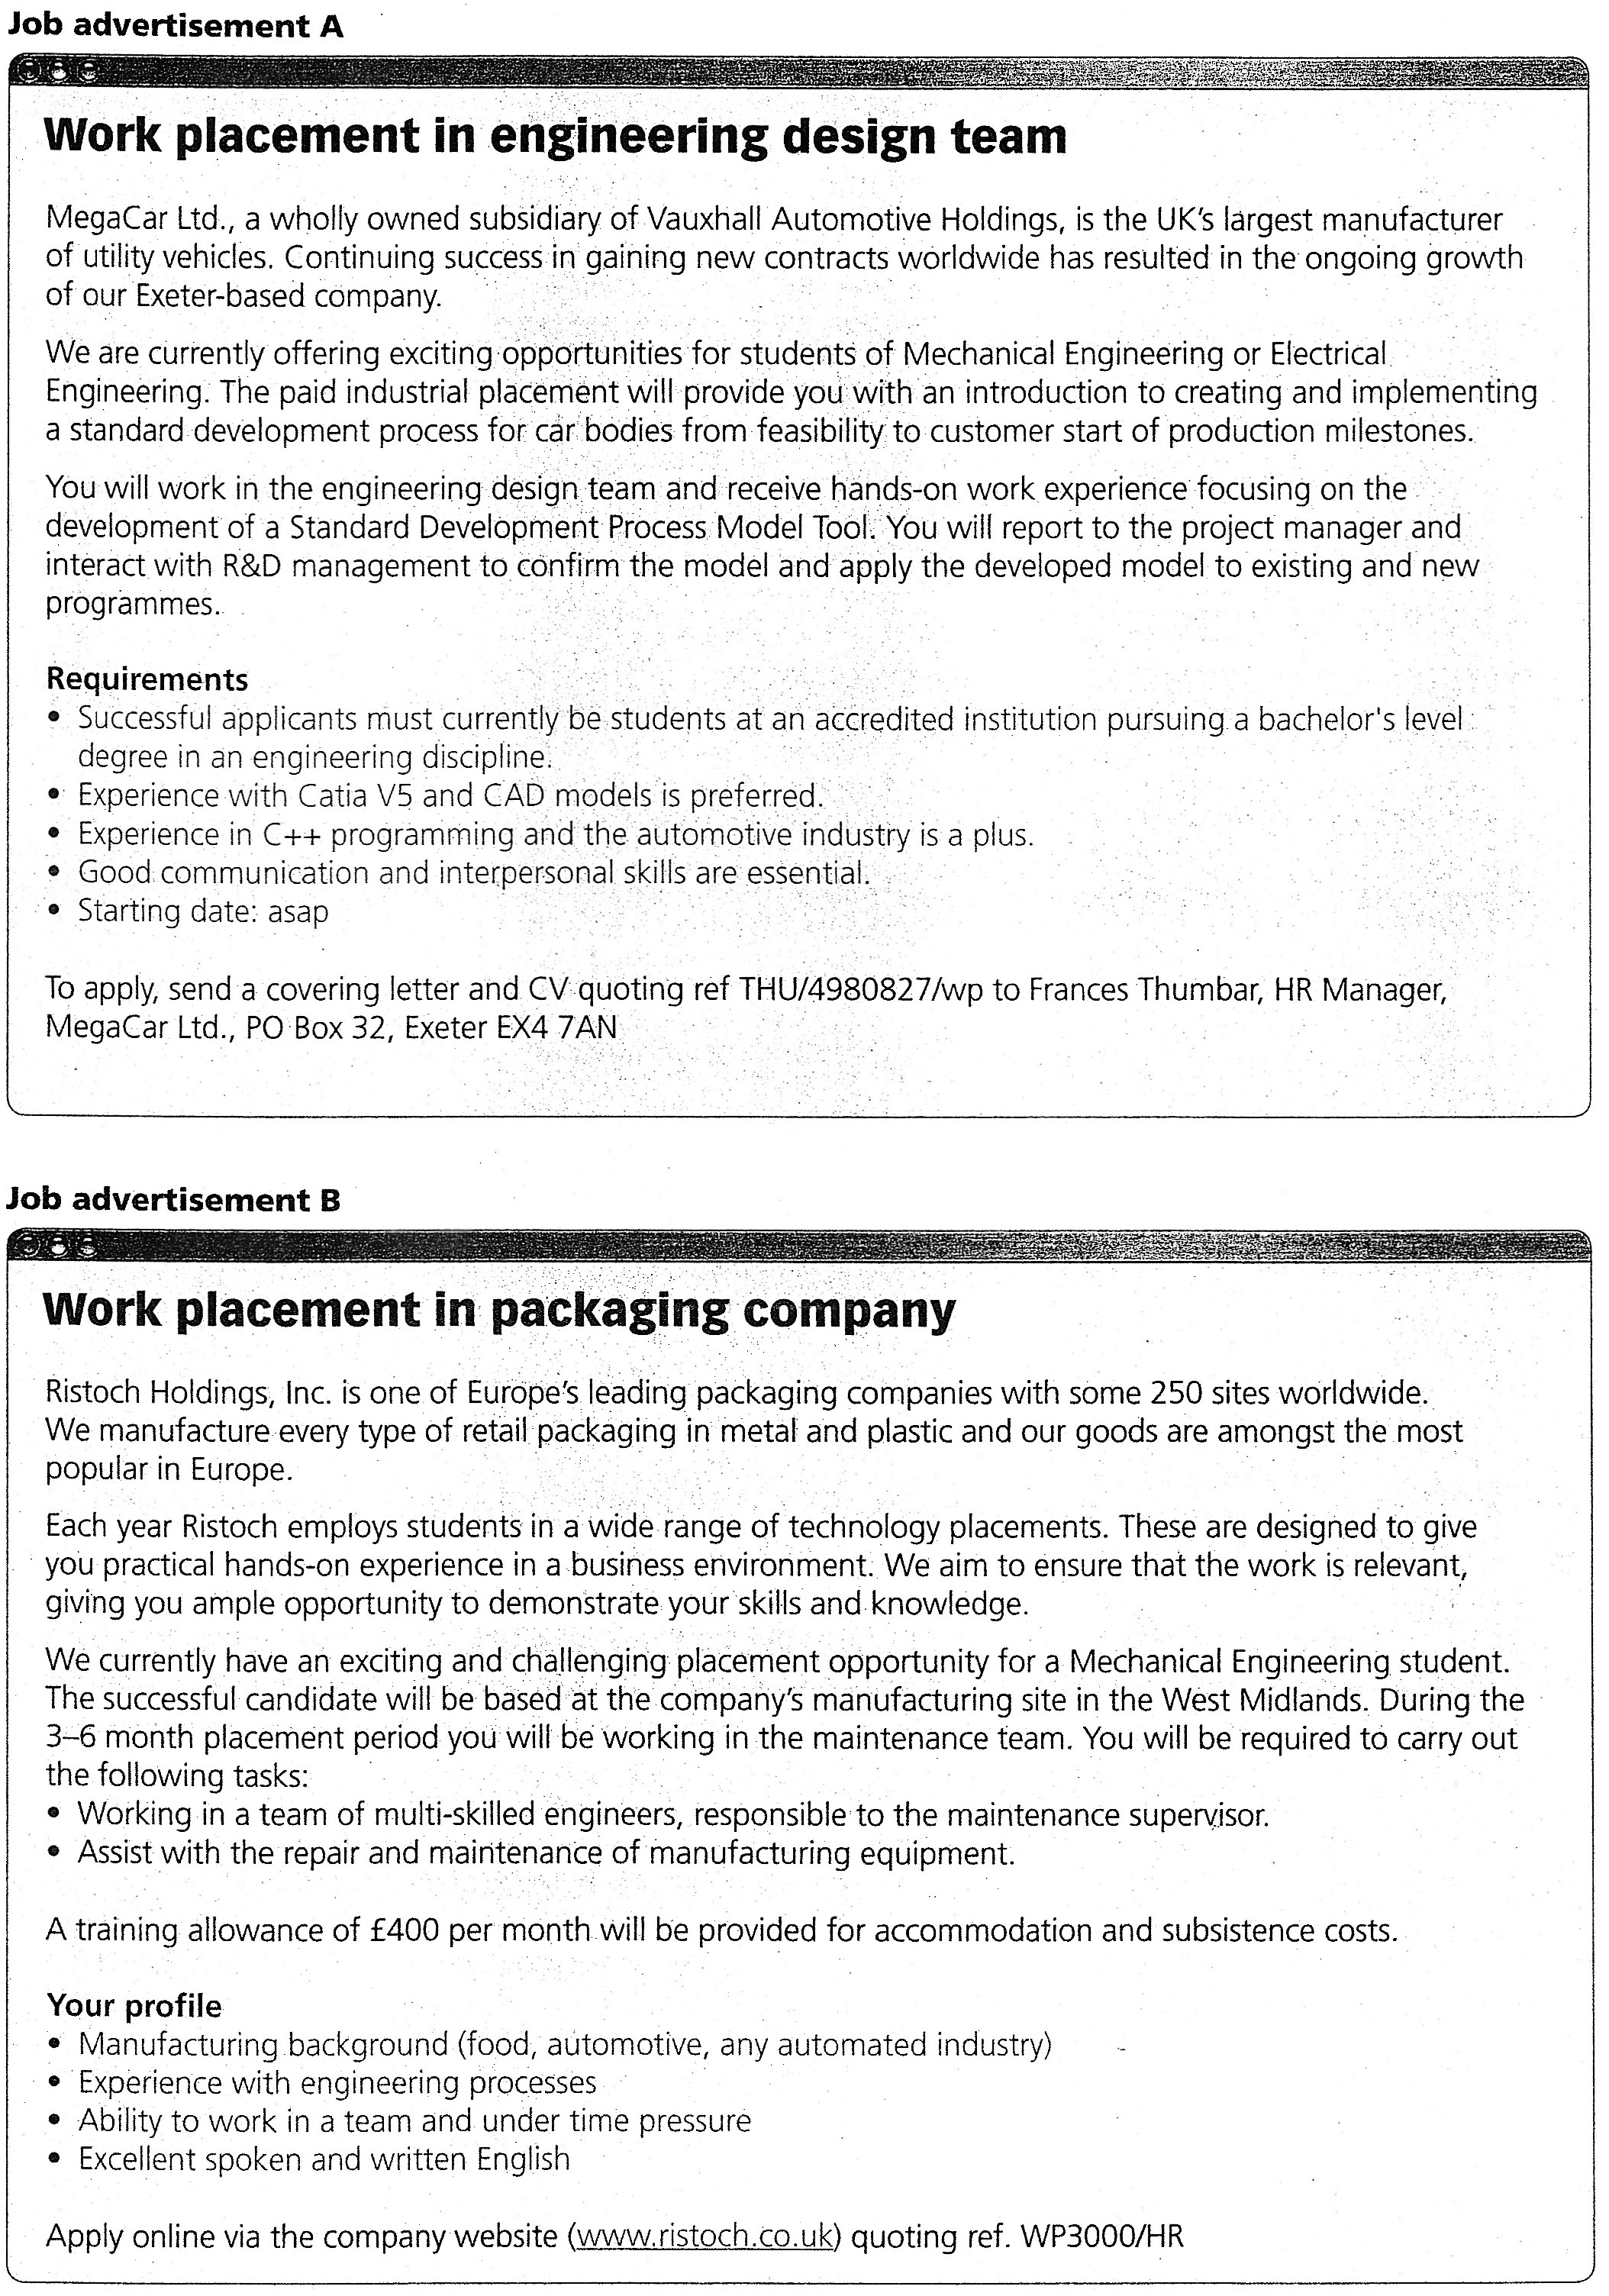 Job advertisement A
Work placement in engineering design team
MegaCar Ltd., a wholly owned subsidiary of Vauxhall Automotive Holdings, is the UK's largest manufacturer
of utility vehicles. Continuing success in gaining new contracts worldwide has resulted in the ongoing growth
of our Exeter-based company.
We are currently offering exciting opportunities for students of Mechanical Engineering or Electrical
Engineering. The paid industrial placement will provide you with an introduction to creating and implementing
a standard development process for car bodies from feasibility to customer start of production milestones.
You will work in the engineering design team and receive hands-on work experience focusing on the
development of a Standard Development Process Model Tool. You will report to the project manager and
interact with R&D management to confirm the model and apply the developed model to existing and new
programmes.
Requirements
• Successful applicants must currently be students at an accredited institution pursuing a bachelor's level
degree in an engineering discipline.
• Experience with Catia V5 and CAD models is preferred.
• Experience in C++ programming and the automotive industry is a plus.
• Good communication and interpersonal skills are essential.
• Starting date: asap
To apply, send a covering letter and CV quoting ref THU/4980827/wp to Frances Thumbar, HR Manager,
MegaCar Ltd., PO Box 32, Exeter EX4 7AN
Job advertisement B
Work placement in packaging company
Ristoch Holdings, Inc. is one of Europe's leading packaging companies with some 250 sites worldwide.
We manufacture every type of retail packaging in metal and plastic and our goods are amongst the most
popular in Europe.
Each year Ristoch employs students in a wide range of technology placements. These are designed to give
you practical hands-on experience in a business environment. We aim to ensure that the work is relevant,
giving you ample opportunity to demonstrate your skills and knowledge.
We currently have an exciting and challenging placement opportunity for a Mechanical Engineering student.
The successful candidate will be based at the company's manufacturing site in the West Midlands. During the
3–6 month placement period you will be working in the maintenance team. You will be required to carry out
the following tasks:
• Working in a team of multi-skilled engineers, responsible to the maintenance supervisor.
• Assist with the repair and maintenance of manufacturing equipment.
A training allowance of £400 per month will be provided for accommodation and subsistence costs.
Your profile
• Manufacturing background (food, automotive, any automated industry)
• Experience with engineering processes
• Ability to work in a team and under time pressure
• Excellent spoken and written English
Apply online via the company website (www.ristoch.co.uk) quoting ref. WP3000/HR